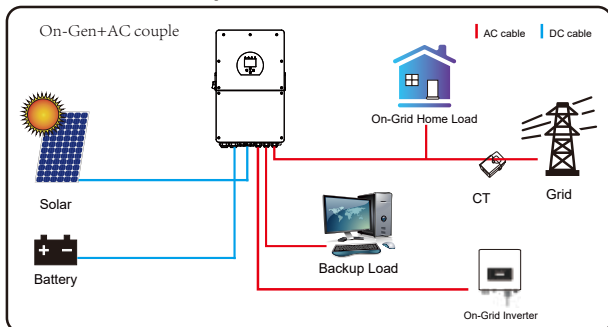 On-Gen+AC couple
AC cable
DC cable
On-Grid Home Load
CT
Grid
Solar
Backup Load
Battery
On-Grid Inverter